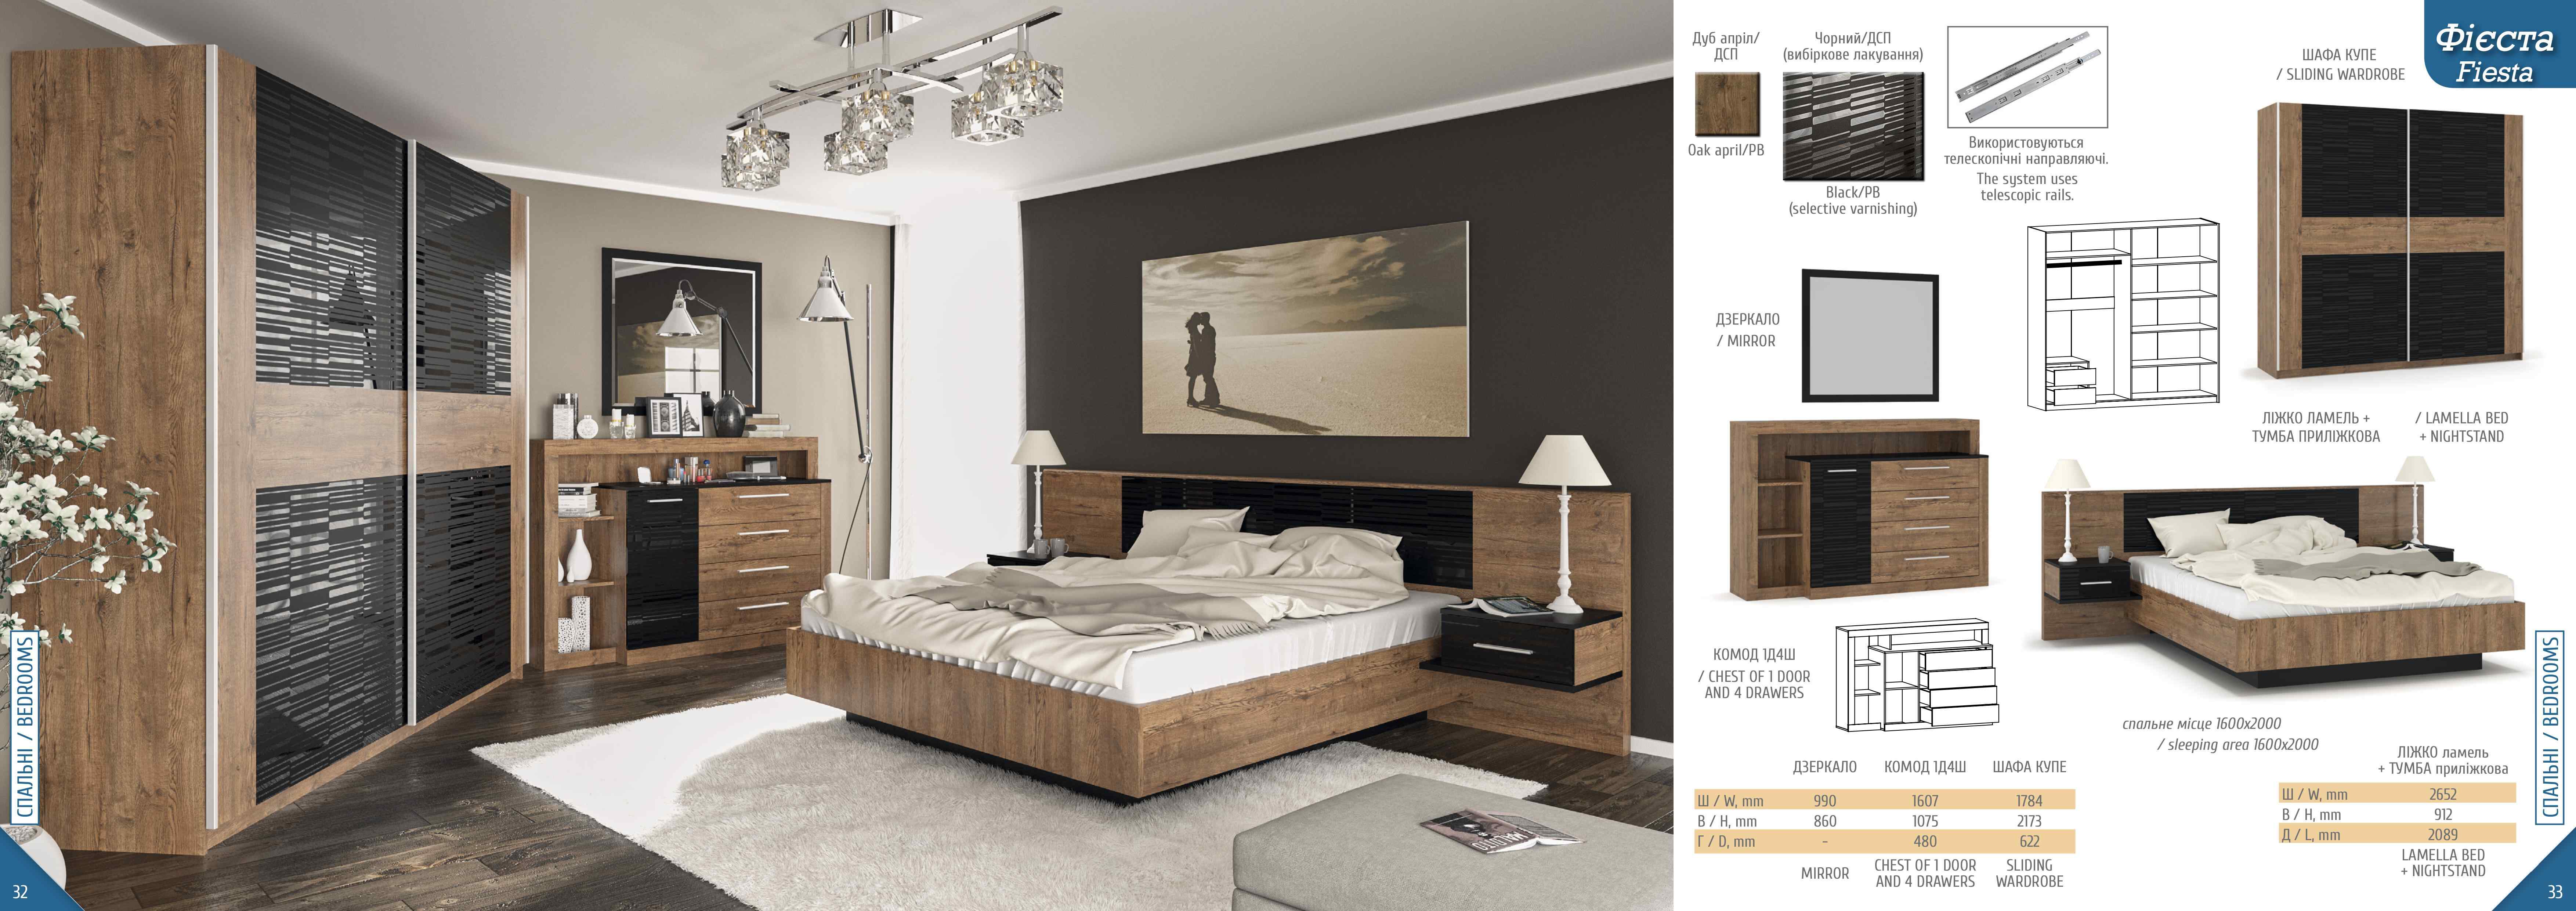 СПАЛЬНІ / BEDROOMS
32
Дуб апріл/
ДСП
Oak april/PB
Чорний/ДСП
(вибіркове лакування)
Black/PB
(selective varnishing)
Використовуються
телескопічні направляючі.
The system uses
telescopic rails.
ШАФА КУПЕ
/ SLIDING WARDROBE
Фієста
Fiesta
ДЗЕРКАЛО
/ MIRROR
ЛІЖКО ЛАМЕЛЬ +
ТУМБА ПРИЛІЖКОВА
/ LAMELLA BED
+ NIGHTSTAND
КОМОД 1Д4Ш
/ CHEST OF 1 DOOR
AND 4 DRAWERS
спальне місце 1600х2000
/ sleeping area 1600x2000
ДЗЕРКАЛО КОМОД 1Д4Ш ШАФА КУПЕ
Ш / W, mm 990 1607 1784
В / H, mm 860 1075 2173
Г / D, mm - 480 622
MIRROR
CHEST OF 1 DOOR
AND 4 DRAWERS
SLIDING
WARDROBE
ЛІЖКО ламель
+ ТУМБА приліжкова
Ш / W, mm 2652
В / H, mm 912
Д / L, mm 2089
LAMELLA BED
+ NIGHTSTAND
СПАЛЬНІ / BEDROOMS
33